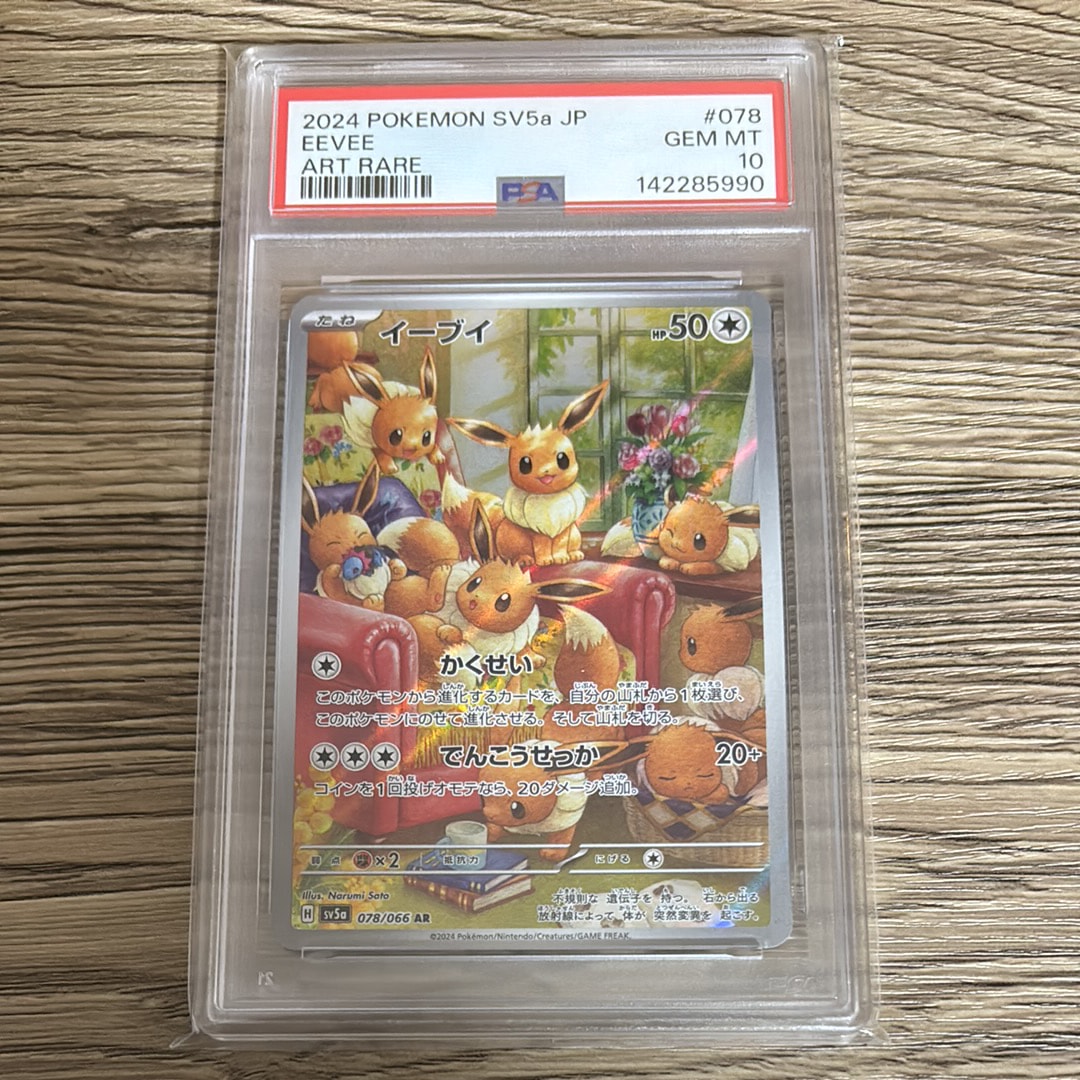 2024 POKEMON SV5a JP #078
EEVEE GEM MT
ART RARE 10
PSA 142285990
たね イーブイ HP50
かくせい
このポケモンから進化するカードを、自分の山札から1枚選び、
このポケモンにのせて進化させる。そして山札を切る。
でんこうせっか 20+
コインを1回投げオモテなら、20ダメージ追加。
弱点 ×2 抵抗力 にげる
Illus. Narumi Sato
不規則な 遺伝子を 持つ。 石から出る
H sv5a 078/066 AR
放射線によって 体が 突然変異を 起こす。
©2024 Pokémon/Nintendo/Creatures/GAME FREAK.